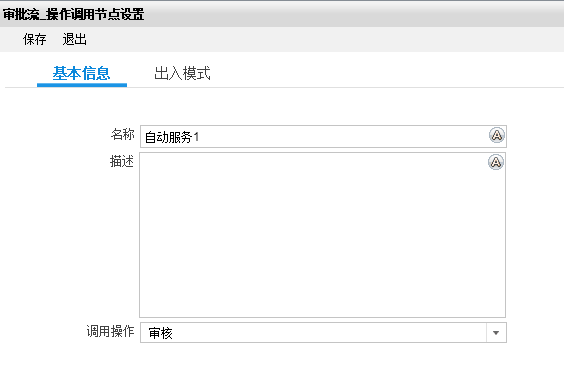 审批流_操作调用节点设置
保存 退出
基本信息 出入模式
名称 自动服务1 A
描述 A
调用操作 审核